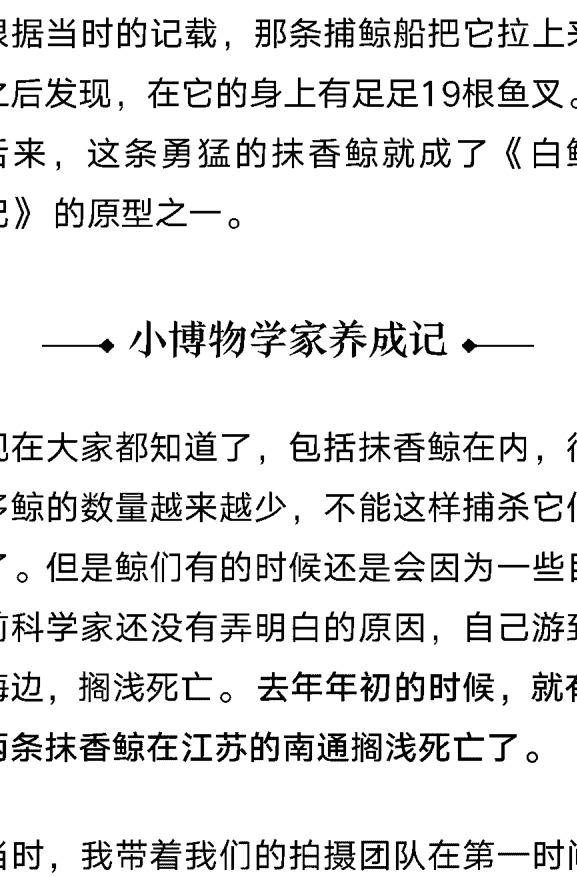 根据当时的记载，那条捕鲸船把它拉上来
之后发现，在它的身上有足足19根鱼叉。
后来，这条勇猛的抹香鲸就成了《白鲸
记》的原型之一。
小博物学家养成记
现在大家都知道了，包括抹香鲸在内，很
多鲸的数量越来越少，不能这样捕杀它们
了。但是鲸们有的时候还是会因为一些目
前科学家还没有弄明白的原因，自己游到
海边，搁浅死亡。去年年初的时候，就有
两条抹香鲸在江苏的南通搁浅死亡了。
当时，我带着我们的拍摄团队在第一时间